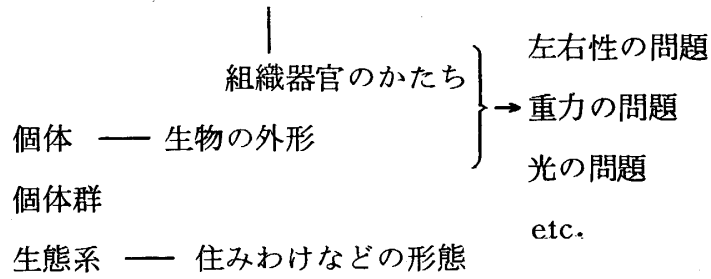 組織器官のかたち
個体 ── 生物の外形
個体群
生態系 ── 住みわけなどの形態
左右性の問題
重力の問題
光の問題
etc.